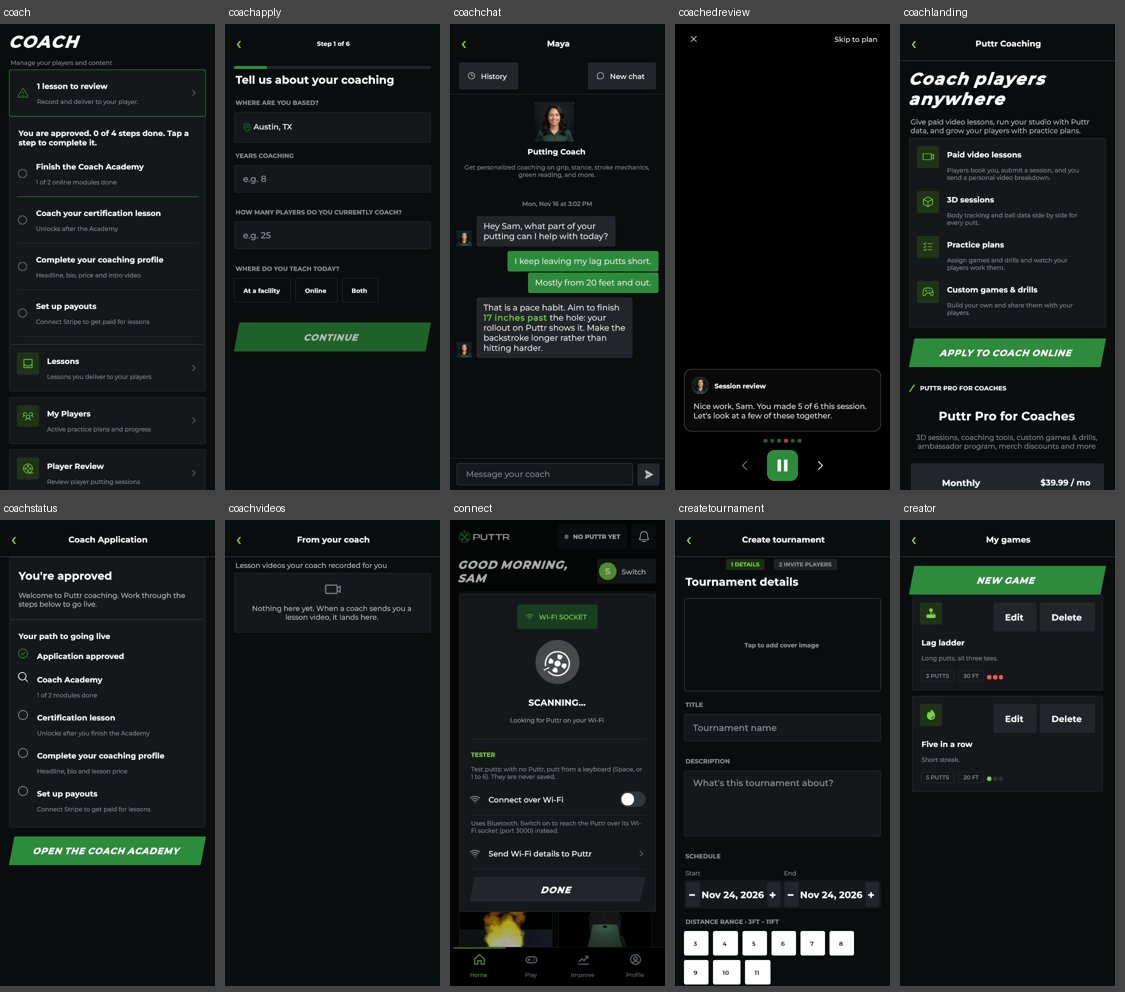 coach
COACH
Manage your players and content
1 lesson to review
Record and deliver to your player.
You are approved. 0 of 4 steps done. Tap a
step to complete it.
Finish the Coach Academy
1 of 2 online modules done
Coach your certification lesson
Unlocks after the Academy
Complete your coaching profile
Headline, bio, price and intro video
Set up payouts
Connect Stripe to get paid for lessons
Lessons
Lessons you deliver to your players
My Players
Active practice plans and progress
Player Review
Review player putting sessions
coachapply
Step 1 of 6
Tell us about your coaching
WHERE ARE YOU BASED?
Austin, TX
YEARS COACHING
e.g. 8
HOW MANY PLAYERS DO YOU CURRENTLY COACH?
e.g. 25
WHERE DO YOU TEACH TODAY?
At a facility
Online
Both
CONTINUE
coachchat
Maya
History
New chat
Putting Coach
Get personalized coaching on grip, stance, stroke mechanics,
green reading, and more.
Mon, Nov 16 at 3:02 PM
Hey Sam, what part of your
putting can I help with today?
I keep leaving my lag putts short.
Mostly from 20 feet and out.
That is a pace habit. Aim to finish
17 inches past the hole: your
rollout on Puttr shows it. Make the
backstroke longer rather than
hitting harder.
Message your coach
coachedreview
Skip to plan
Session review
Nice work, Sam. You made 5 of 6 this session.
Let's look at a few of these together.
coachlanding
Puttr Coaching
Coach players
anywhere
Give paid video lessons, run your studio with Puttr
data, and grow your players with practice plans.
Paid video lessons
Players book you, submit a session, and you
send a personal video breakdown.
3D sessions
Body tracking and ball data side by side for
every putt.
Practice plans
Assign games and drills and watch your
players work them.
Custom games & drills
Build your own and share them with your
players.
APPLY TO COACH ONLINE
PUTTR PRO FOR COACHES
Puttr Pro for Coaches
3D sessions, coaching tools, custom games & drills,
ambassador program, merch discounts and more
Monthly
$39.99 / mo
coachstatus
Coach Application
You're approved
Welcome to Puttr coaching. Work through the
steps below to go live.
Your path to going live
Application approved
Coach Academy
1 of 2 modules done
Certification lesson
Unlocks after you finish the Academy
Complete your coaching profile
Headline, bio and lesson price
Set up payouts
Connect Stripe to get paid for lessons
OPEN THE COACH ACADEMY
coachvideos
From your coach
Lesson videos your coach recorded for you
Nothing here yet. When a coach sends you a
lesson video, it lands here.
connect
PUTTR
NO PUTTR YET
GOOD MORNING,
SAM
S
Switch
WI-FI SOCKET
SCANNING...
Looking for Puttr on your Wi-Fi
TESTER
Test putts: with no Puttr, putt from a keyboard (Space, or
1 to 6). They are never saved.
Connect over Wi-Fi
Uses Bluetooth. Switch on to reach the Puttr over its Wi-
Fi socket (port 3000) instead.
Send Wi-Fi details to Puttr
DONE
Home
Play
Improve
Profile
createtournament
Create tournament
1 DETAILS
2 INVITE PLAYERS
Tournament details
Tap to add cover image
TITLE
Tournament name
DESCRIPTION
What's this tournament about?
SCHEDULE
Start
End
− Nov 24, 2026 +
− Nov 24, 2026 +
DISTANCE RANGE · 3FT – 11FT
3
4
5
6
7
8
9
10
11
creator
My games
NEW GAME
Edit
Delete
Lag ladder
Long putts, all three tees.
3 PUTTS
30 FT
Edit
Delete
Five in a row
Short streak.
5 PUTTS
20 FT